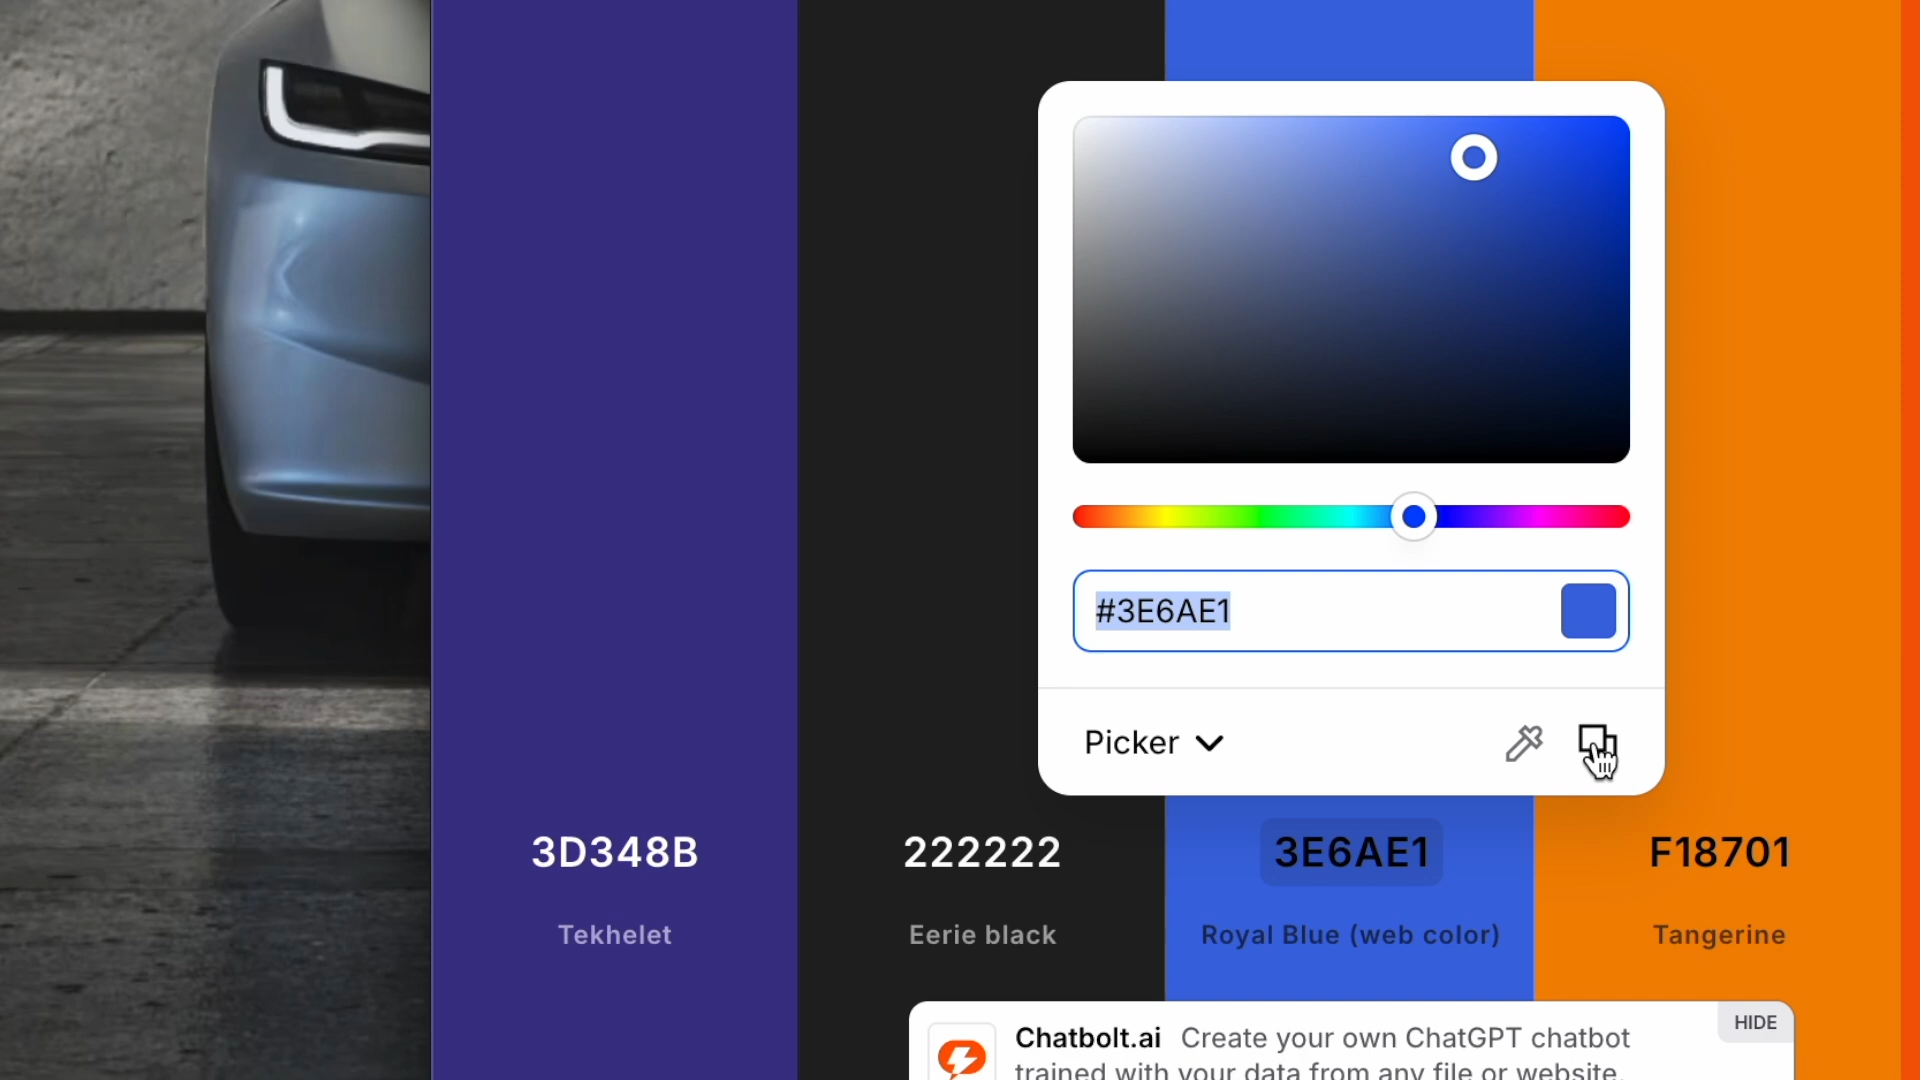 #3E6AE1
Picker
3D348B
222222
3E6AE1
F18701
Tekhelet
Eerie black
Royal Blue (web color)
Tangerine
HIDE
Chatbolt.ai Create your own ChatGPT chatbot
trained with your data from any file or website.